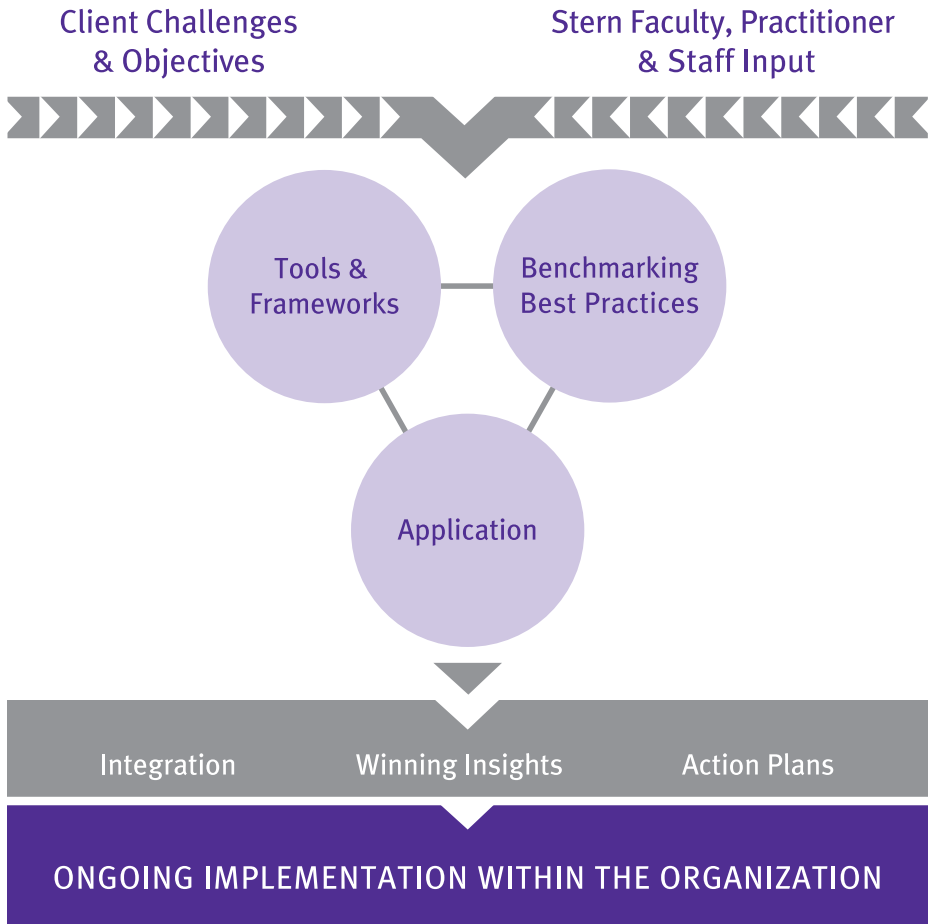 Client Challenges
& Objectives
Stern Faculty, Practitioner
& Staff Input
Tools &
Frameworks
Benchmarking
Best Practices
Application
Integration
Winning Insights
Action Plans
ONGOING IMPLEMENTATION WITHIN THE ORGANIZATION